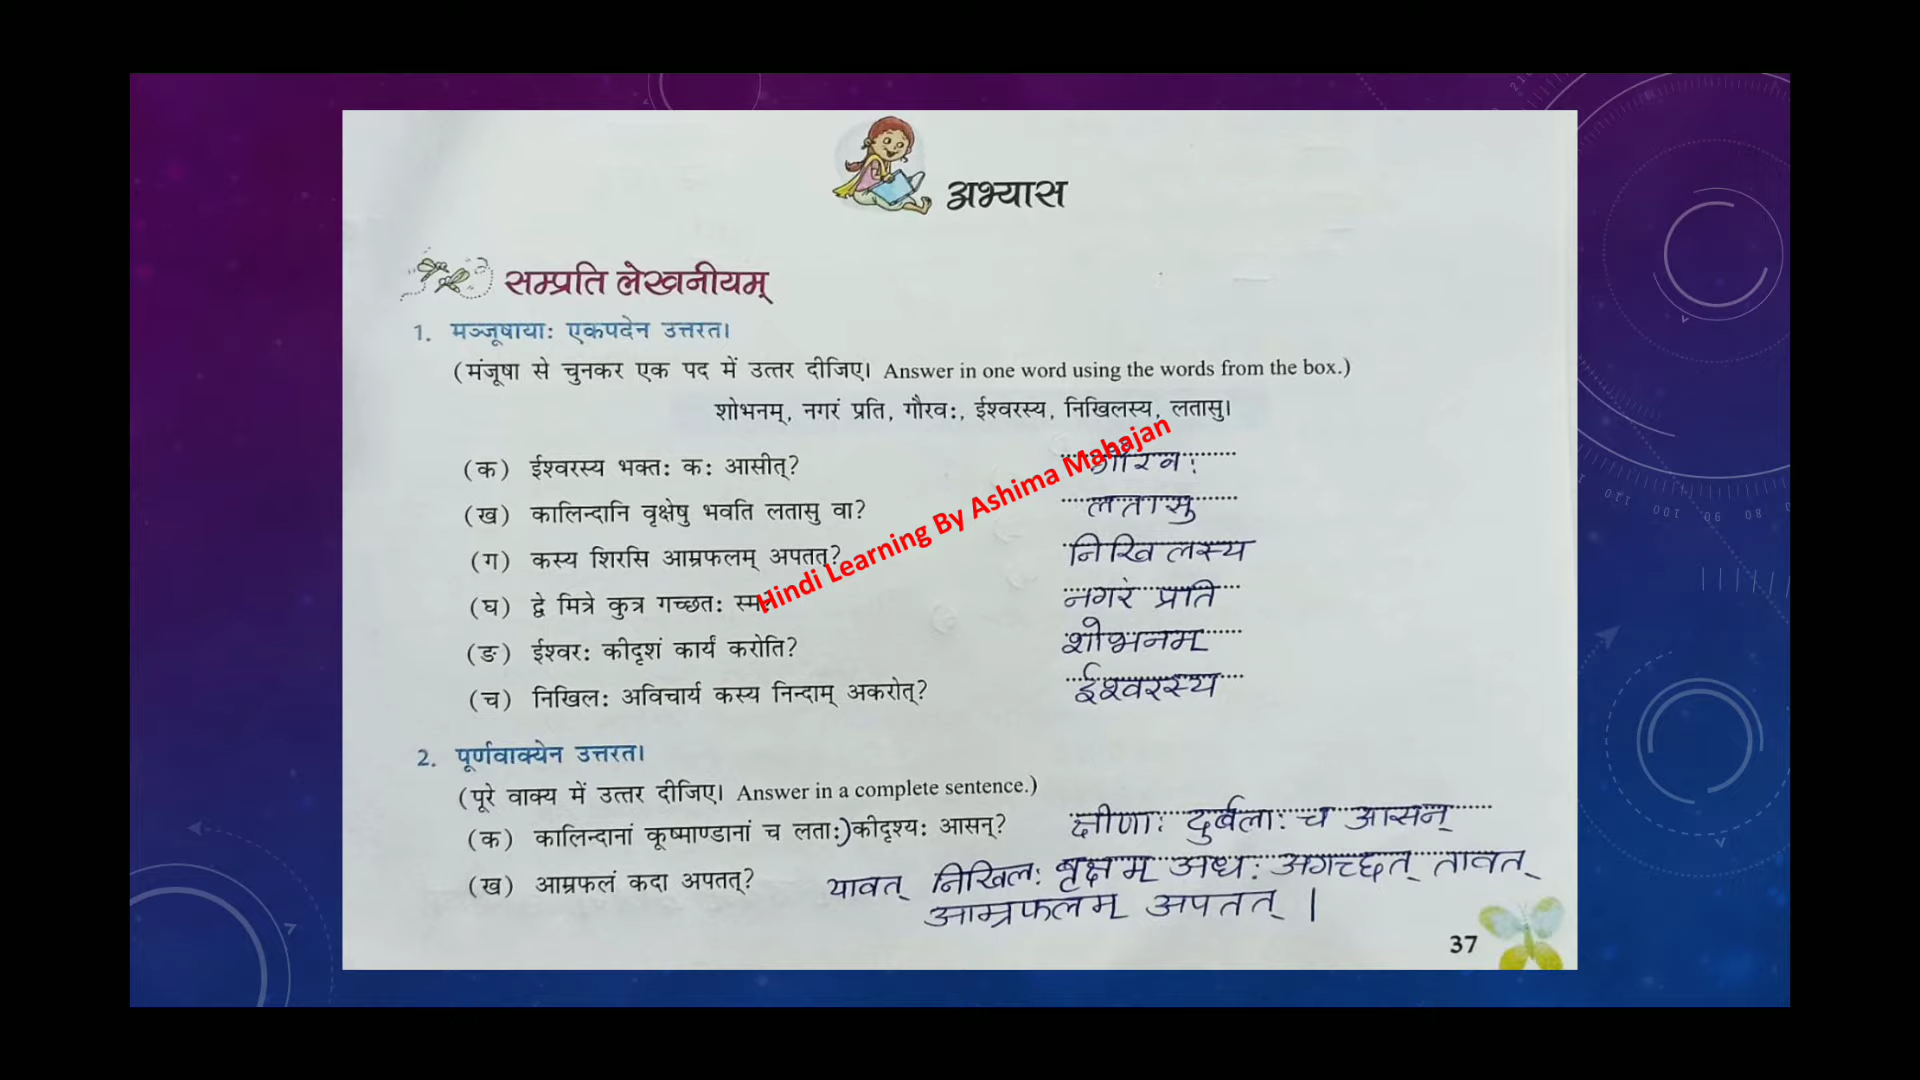 अभ्यास
सम्प्रति लेखनीयम्
1. मञ्जूषायाः एकपदेन उत्तरत।
(मंजूषा से चुनकर एक पद में उत्तर दीजिए। Answer in one word using the words from the box.)
शोभनम्, नगरं प्रति, गौरवः, ईश्वरस्य, निखिलस्य, लतासु।
(क) ईश्वरस्य भक्तः कः आसीत्? गौरवः
(ख) कालिन्दानि वृक्षेषु भवति लतासु वा? लतासु
(ग) कस्य शिरसि आम्रफलम् अपतत्? निखिलस्य
(घ) द्वे मित्रे कुत्र गच्छतः स्म? नगरं प्रति
(ङ) ईश्वरः कीदृशं कार्यं करोति? शोभनम्
(च) निखिलः अविचार्य कस्य निन्दाम् अकरोत्? ईश्वरस्य
Hindi Learning By Ashima Mahajan
2. पूर्णवाक्येन उत्तरत।
(पूरे वाक्य में उत्तर दीजिए। Answer in a complete sentence.)
(क) कालिन्दानां कूष्माण्डानां च लताः) कीदृश्यः आसन्? क्षीणाः दुर्बलाः च आसन्
(ख) आम्रफलं कदा अपतत्? यावत् निखिलः वृक्षम् अधः अगच्छत् तावत्
आम्रफलम् अपतत् |
37